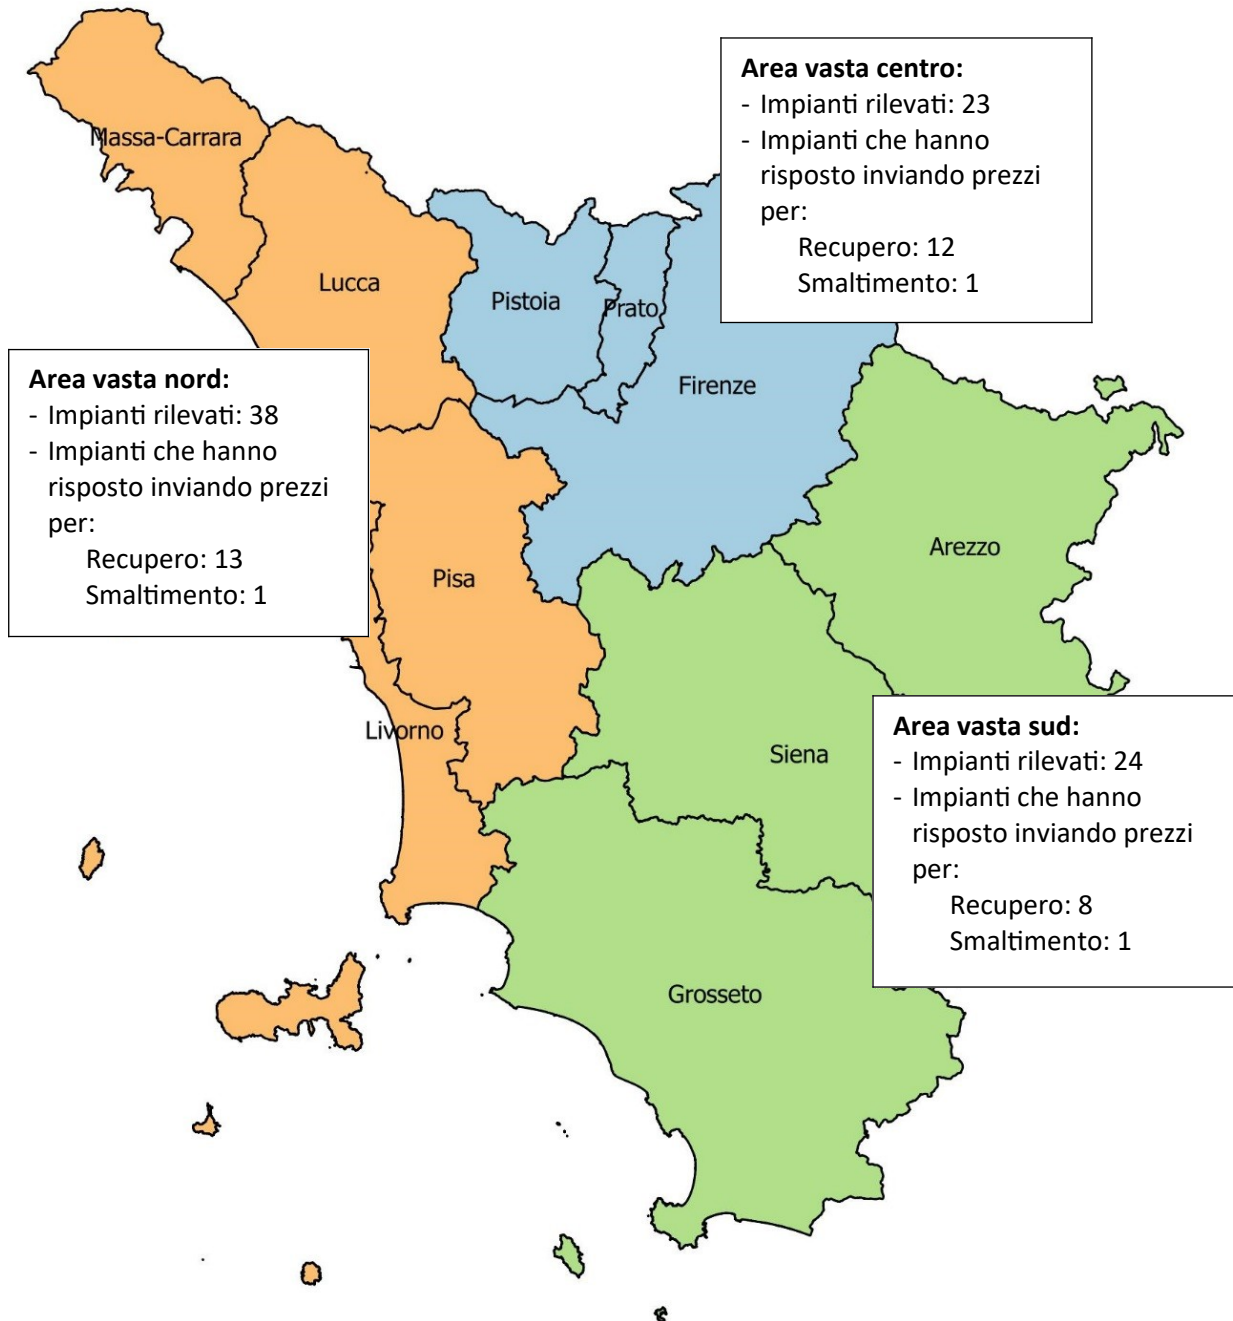 Area vasta centro:
- Impianti rilevati: 23
- Impianti che hanno
risposto inviando prezzi
per:
Recupero: 12
Smaltimento: 1
Massa-Carrara
Lucca
Pistoia
Prato
Firenze
Area vasta nord:
- Impianti rilevati: 38
- Impianti che hanno
risposto inviando prezzi
per:
Recupero: 13
Smaltimento: 1
Pisa
Arezzo
Livorno
Siena
Area vasta sud:
- Impianti rilevati: 24
- Impianti che hanno
risposto inviando prezzi
per:
Recupero: 8
Smaltimento: 1
Grosseto